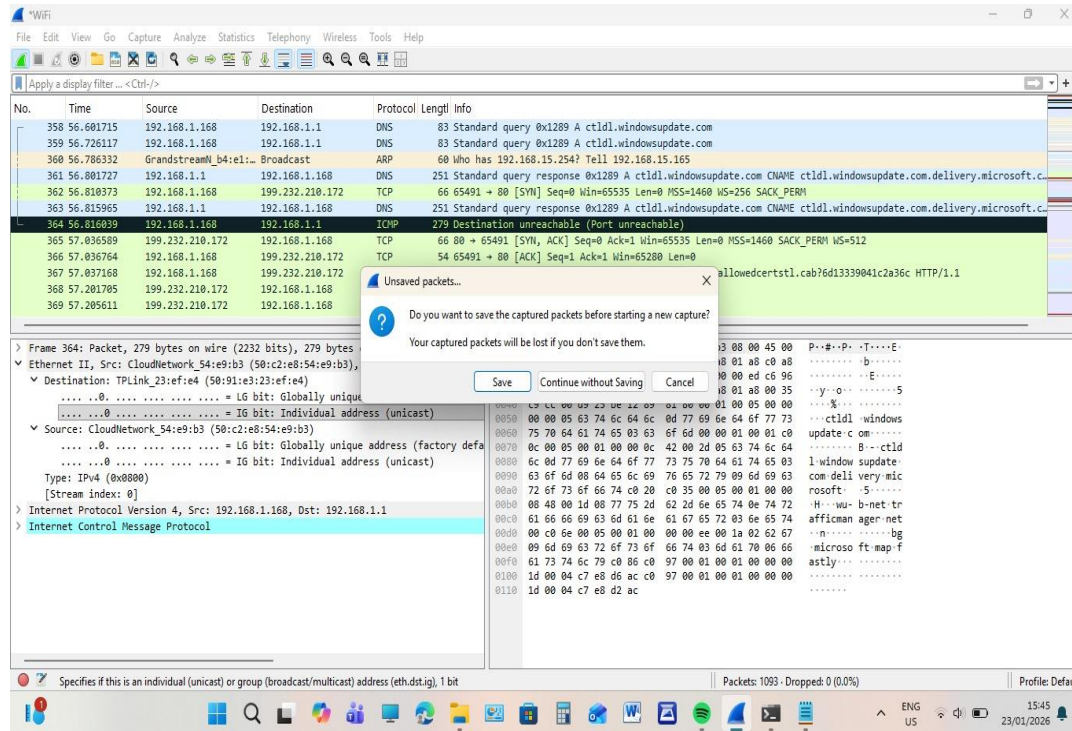 *WiFi
File Edit View Go Capture Analyze Statistics Telephony Wireless Tools Help
Apply a display filter ... <Ctrl-/>
No. Time Source Destination Protocol Lengtl Info
358 56.601715 192.168.1.168 192.168.1.1 DNS 83 Standard query 0x1289 A ctldl.windowsupdate.com
359 56.726117 192.168.1.168 192.168.1.1 DNS 83 Standard query 0x1289 A ctldl.windowsupdate.com
360 56.786332 GrandstreamN_b4:e1:… Broadcast ARP 60 Who has 192.168.15.254? Tell 192.168.15.165
361 56.801727 192.168.1.1 192.168.1.168 DNS 251 Standard query response 0x1289 A ctldl.windowsupdate.com CNAME ctldl.windowsupdate.com.delivery.microsoft.c…
362 56.810373 192.168.1.168 199.232.210.172 TCP 66 65491 → 80 [SYN] Seq=0 Win=65535 Len=0 MSS=1460 WS=256 SACK_PERM
363 56.815965 192.168.1.1 192.168.1.168 DNS 251 Standard query response 0x1289 A ctldl.windowsupdate.com CNAME ctldl.windowsupdate.com.delivery.microsoft.c…
364 56.816039 192.168.1.168 192.168.1.1 ICMP 279 Destination unreachable (Port unreachable)
365 57.036589 199.232.210.172 192.168.1.168 TCP 66 80 → 65491 [SYN, ACK] Seq=0 Ack=1 Win=65535 Len=0 MSS=1460 SACK_PERM WS=512
366 57.036764 192.168.1.168 199.232.210.172 TCP 54 65491 → 80 [ACK] Seq=1 Ack=1 Win=65280 Len=0
367 57.037168 192.168.1.168 199.232.210.172 allowedcertstl.cab?6d13339041c2a36c HTTP/1.1
368 57.201705 199.232.210.172 192.168.1.168
369 57.205611 199.232.210.172 192.168.1.168
Unsaved packets...
Do you want to save the captured packets before starting a new capture?
Your captured packets will be lost if you don't save them.
Save Continue without Saving Cancel
Frame 364: Packet, 279 bytes on wire (2232 bits), 279 bytes
Ethernet II, Src: CloudNetwork_54:e9:b3 (50:c2:e8:54:e9:b3),
Destination: TPLink_23:ef:e4 (50:91:e3:23:ef:e4)
.... ..0. .... .... .... .... = LG bit: Globally unique
.... ...0 .... .... .... .... = IG bit: Individual address (unicast)
Source: CloudNetwork_54:e9:b3 (50:c2:e8:54:e9:b3)
.... ..0. .... .... .... .... = LG bit: Globally unique address (factory defa
.... ...0 .... .... .... .... = IG bit: Individual address (unicast)
Type: IPv4 (0x0800)
[Stream index: 0]
Internet Protocol Version 4, Src: 192.168.1.168, Dst: 192.168.1.1
Internet Control Message Protocol
08 00 45 00 P··#··P· ·T····E·
a8 01 a8 c0 a8
00 00 ed c6 96
a8 01 a8 00 35
0050 00 00 05 63 74 6c 64 6c 0d 77 69 6e 64 6f 77 73 ···ctldl ·windows
0060 75 70 64 61 74 65 03 63 6f 6d 00 00 01 00 01 c0 update·c om······
0070 0c 00 05 00 01 00 00 0c 42 00 2d 05 63 74 6c 64 ········ B·-·ctld
0080 6c 0d 77 69 6e 64 6f 77 73 75 70 64 61 74 65 03 l·window supdate·
0090 63 6f 6d 08 64 65 6c 69 76 65 72 79 09 6d 69 63 com·deli very·mic
00a0 72 6f 73 6f 66 74 c0 20 c0 35 00 05 00 01 00 00 rosoft·  ·5······
00b0 08 48 00 1d 08 77 75 2d 62 2d 6e 65 74 0e 74 72 ·H···wu- b-net·tr
00c0 61 66 66 69 63 6d 61 6e 61 67 65 72 03 6e 65 74 afficman ager·net
00d0 00 c0 6e 00 05 00 01 00 00 00 ee 00 1a 02 62 67 ··n····· ······bg
00e0 09 6d 69 63 72 6f 73 6f 66 74 03 6d 61 70 06 66 ·microso ft·map·f
00f0 61 73 74 6c 79 c0 86 c0 97 00 01 00 01 00 00 00 astly··· ········
0100 1d 00 04 c7 e8 d6 ac c0 97 00 01 00 01 00 00 00 ········ ········
0110 1d 00 04 c7 e8 d2 ac ·······
Specifies if this is an individual (unicast) or group (broadcast/multicast) address (eth.dst.ig), 1 bit Packets: 1093 · Dropped: 0 (0.0%) Profile: Defau
1 ENG 15:45
US 23/01/2026